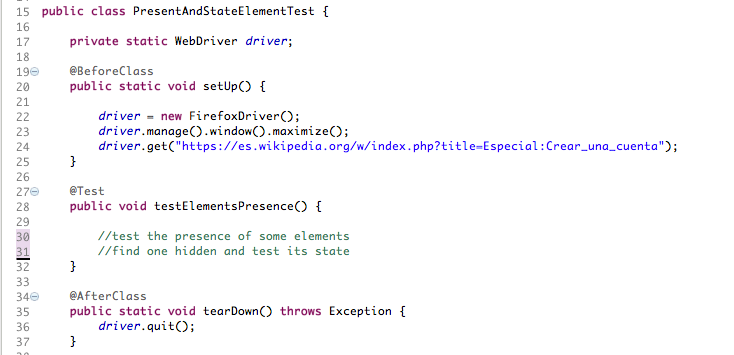 15 public class PresentAndStateElementTest {
16
17     private static WebDriver driver;
18
19     @BeforeClass
20     public static void setUp() {
21
22         driver = new FirefoxDriver();
23         driver.manage().window().maximize();
24         driver.get("https://es.wikipedia.org/w/index.php?title=Especial:Crear_una_cuenta");
25     }
26
27     @Test
28     public void testElementsPresence() {
29
30         //test the presence of some elements
31         //find one hidden and test its state
32     }
33
34     @AfterClass
35     public static void tearDown() throws Exception {
36         driver.quit();
37     }